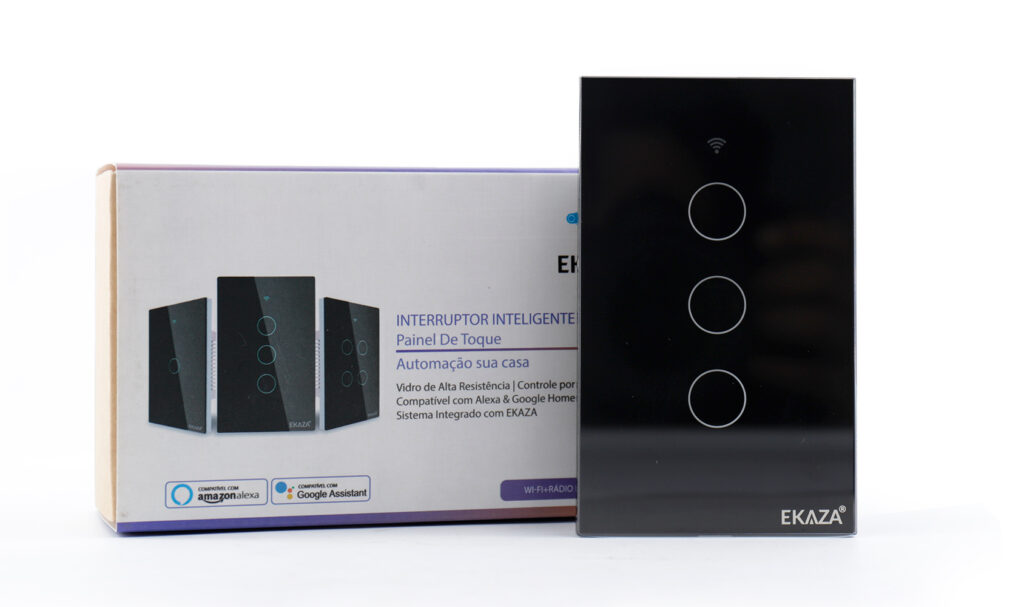 INTERRUPTOR INTELIGENTE
Painel De Toque
Automação sua casa
Vidro de Alta Resistência | Controle por
Compatível com Alexa & Google Home
Sistema Integrado com EKAZA
EKAZA®
EKAZA®
COMPATÍVEL COM
amazon alexa
COMPATÍVEL COM
Google Assistant
WI-FI+RÁDIO
EKAZA®